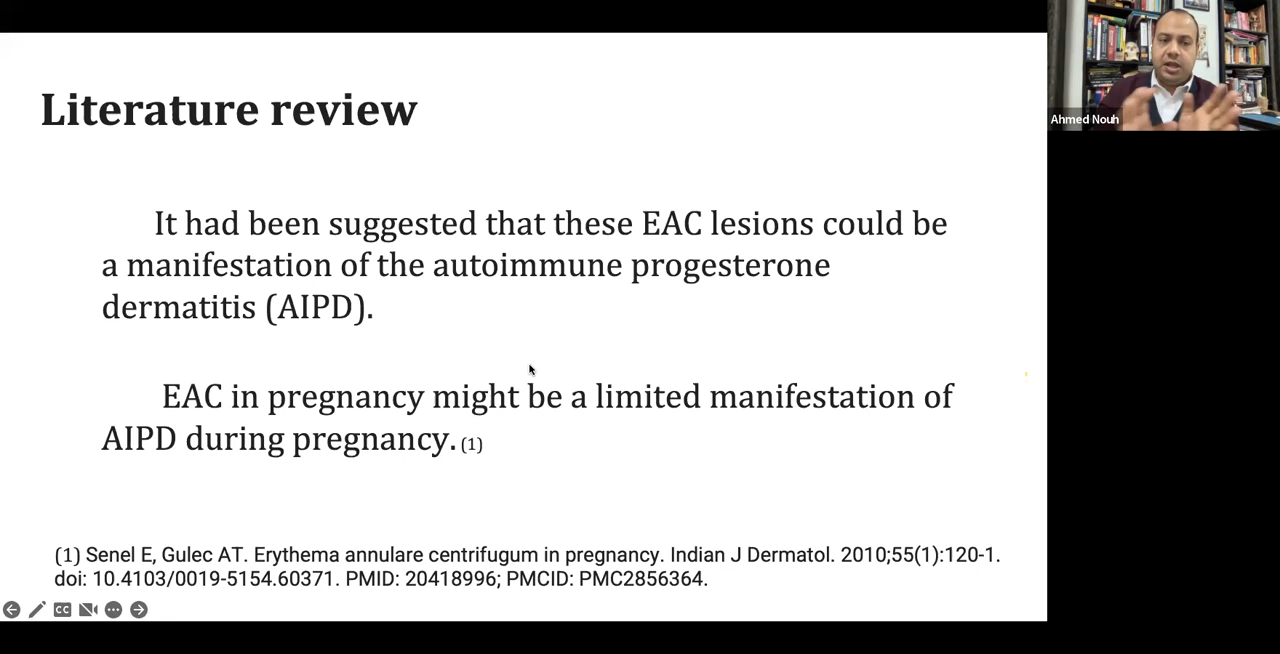 Literature review
It had been suggested that these EAC lesions could be
a manifestation of the autoimmune progesterone
dermatitis (AIPD).
EAC in pregnancy might be a limited manifestation of
AIPD during pregnancy. (1)
(1) Senel E, Gulec AT. Erythema annulare centrifugum in pregnancy. Indian J Dermatol. 2010;55(1):120-1.
doi: 10.4103/0019-5154.60371. PMID: 20418996; PMCID: PMC2856364.
CC
Ahmed Nouh